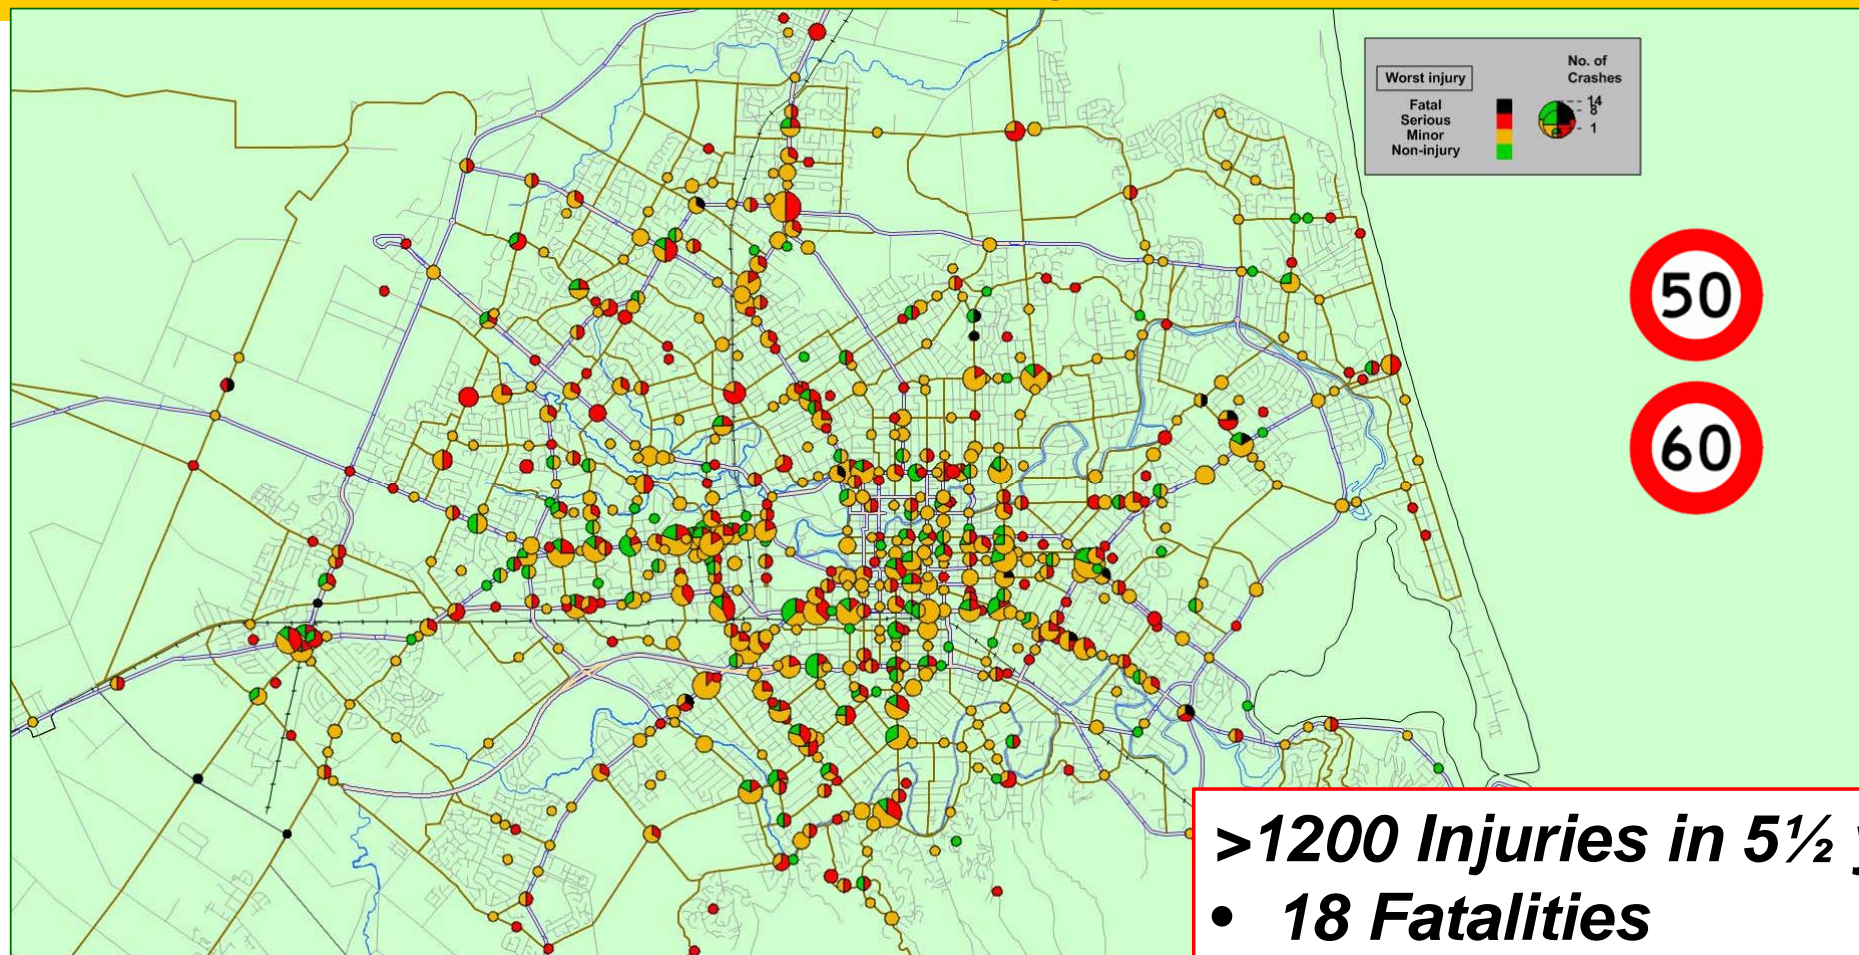 Worst injury
No. of
Crashes
Fatal
Serious
Minor
Non-injury
14
8
1
50
60
>1200 Injuries in 5½
• 18 Fatalities